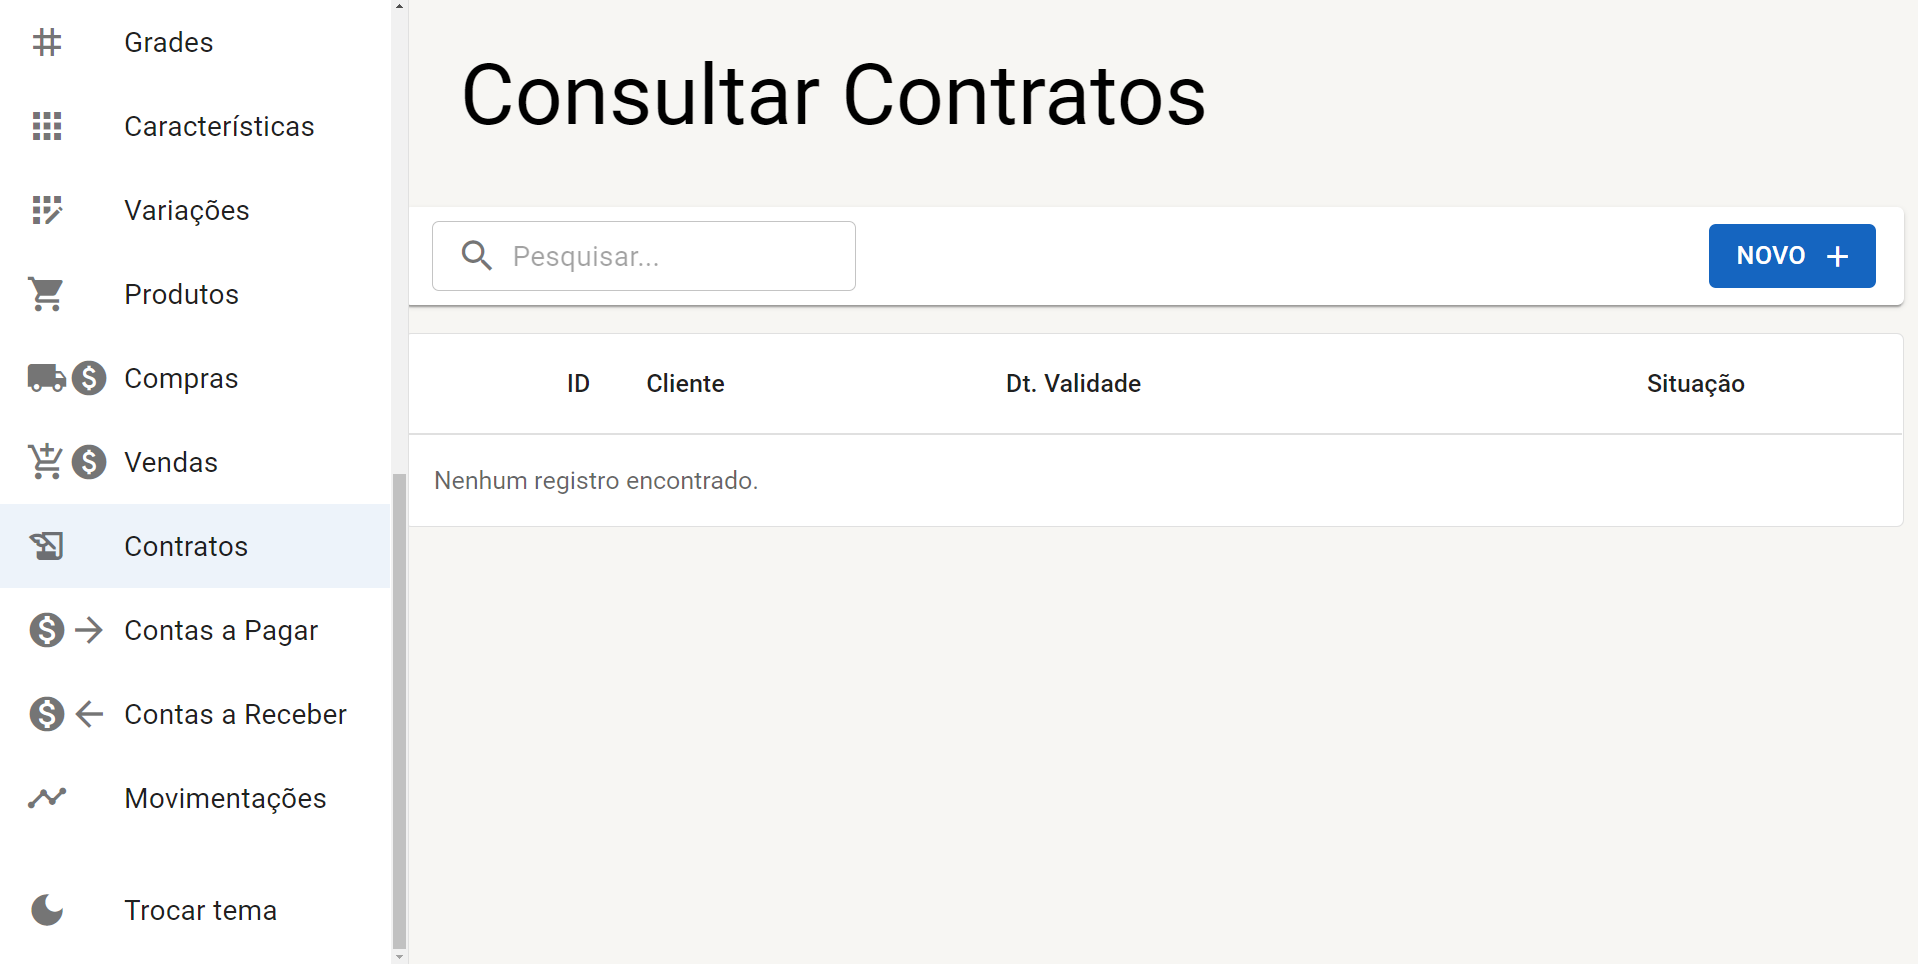 Grades
Características
Variações
Produtos
Compras
Vendas
Contratos
Contas a Pagar
Contas a Receber
Movimentações
Trocar tema
Consultar Contratos
Pesquisar...
NOVO +
ID Cliente Dt. Validade Situação
Nenhum registro encontrado.